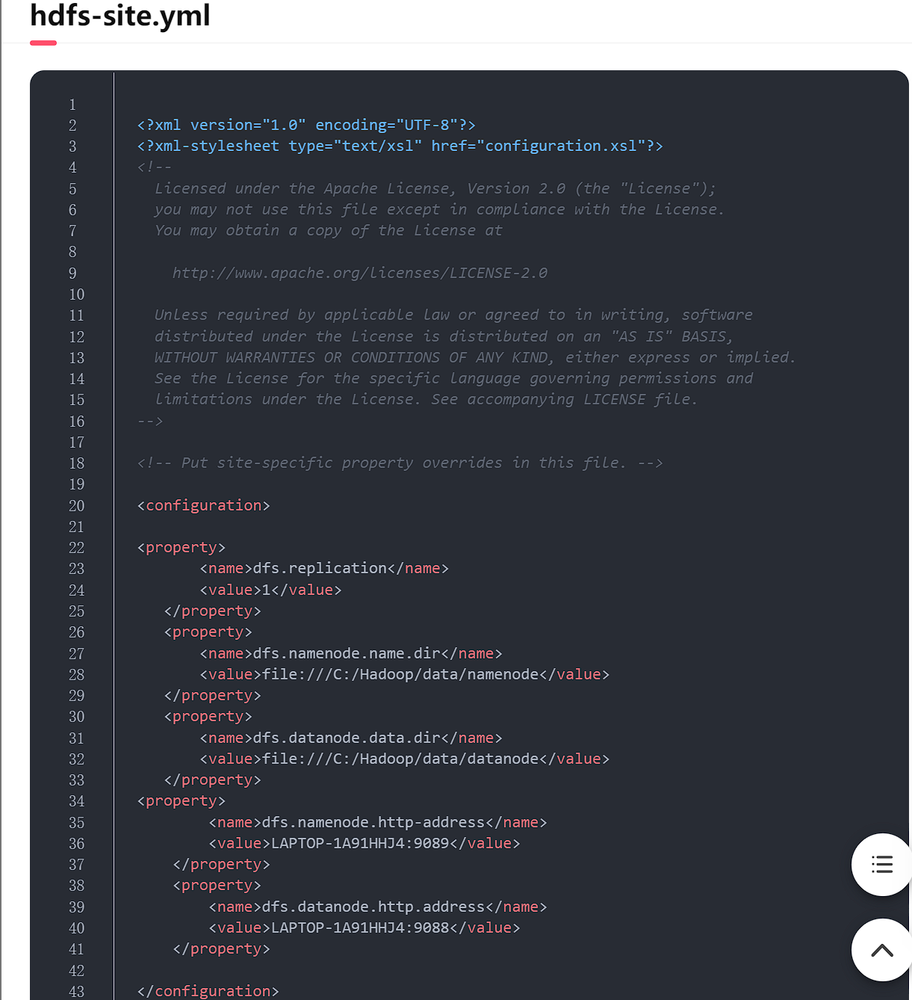 hdfs-site.yml
1
2 <?xml version="1.0" encoding="UTF-8"?>
3 <?xml-stylesheet type="text/xsl" href="configuration.xsl"?>
4 <!--
5   Licensed under the Apache License, Version 2.0 (the "License");
6   you may not use this file except in compliance with the License.
7   You may obtain a copy of the License at
8
9     http://www.apache.org/licenses/LICENSE-2.0
10
11   Unless required by applicable law or agreed to in writing, software
12   distributed under the License is distributed on an "AS IS" BASIS,
13   WITHOUT WARRANTIES OR CONDITIONS OF ANY KIND, either express or implied.
14   See the License for the specific language governing permissions and
15   limitations under the License. See accompanying LICENSE file.
16 -->
17
18 <!-- Put site-specific property overrides in this file. -->
19
20 <configuration>
21
22 <property>
23        <name>dfs.replication</name>
24        <value>1</value>
25    </property>
26    <property>
27        <name>dfs.namenode.name.dir</name>
28        <value>file:///C:/Hadoop/data/namenode</value>
29    </property>
30    <property>
31        <name>dfs.datanode.data.dir</name>
32        <value>file:///C:/Hadoop/data/datanode</value>
33    </property>
34 <property>
35         <name>dfs.namenode.http-address</name>
36         <value>LAPTOP-1A91HHJ4:9089</value>
37     </property>
38     <property>
39         <name>dfs.datanode.http.address</name>
40         <value>LAPTOP-1A91HHJ4:9088</value>
41     </property>
42
43 </configuration>